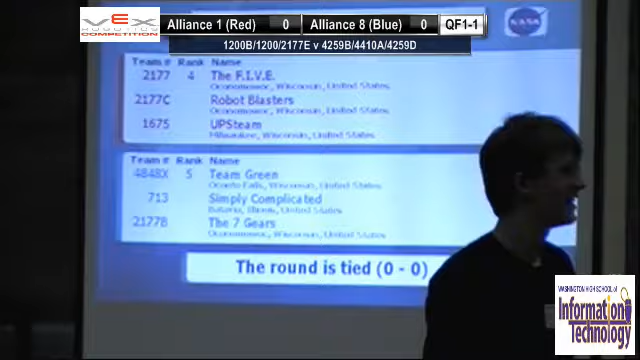 VEX
ROBOTICS
COMPETITION
Alliance 1 (Red) 0 Alliance 8 (Blue) 0 QF1-1
NASA
1200B/1200/2177E v 4259B/4410A/4259D
Team # Rank Name
2177 4 The F.I.V.E.
Oconomowoc, Wisconsin, United States
2177C Robot Blasters
Oconomowoc, Wisconsin, United States
1675 UPSteam
Milwaukee, Wisconsin, United States
Team # Rank Name
4848X 5 Team Green
Oconto Falls, Wisconsin, United States
713 Simply Complicated
Batavia, Illinois, United States
2177B The 7 Gears
Oconomowoc, Wisconsin, United States
The round is tied (0 - 0)
WASHINGTON HIGH SCHOOL of
Information
Technology